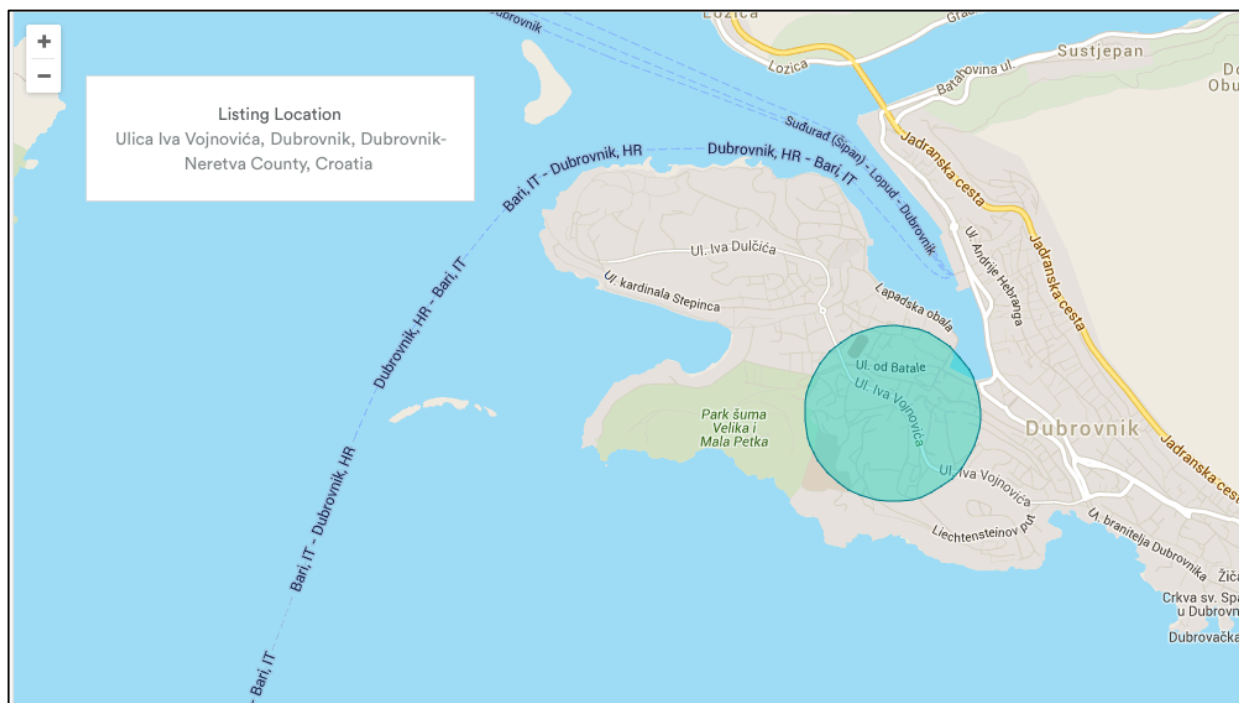 +
−
Listing Location
Ulica Iva Vojnovića, Dubrovnik, Dubrovnik-
Neretva County, Croatia
Dubrovnik
Lozica
Lozica
Batahovina ul.
Sustjepan
Obu
Suđurađ (Šipan) - Lopud - Dubrovnik
Bari, IT - Dubrovnik, HR
Dubrovnik, HR - Bari, IT
Jadranska cesta
Jadranska cesta
Jadranska cesta
Ul. Andrije Hebranga
Ul. Iva Dulčića
Ul. kardinala Stepinca
Lapadska obala
Dubrovnik, HR - Bari, IT
Ul. od Batale
Ul. Iva Vojnovića
Park šuma
Velika i
Mala Petka
Dubrovnik
Ul. Iva Vojnovića
Bari, IT - Dubrovnik, HR
Liechtensteinov put
Ul. branitelja Dubrovnika
Žiča
Crkva sv. Spa
u Dubrovn
Dubrovačka
- Bari, IT